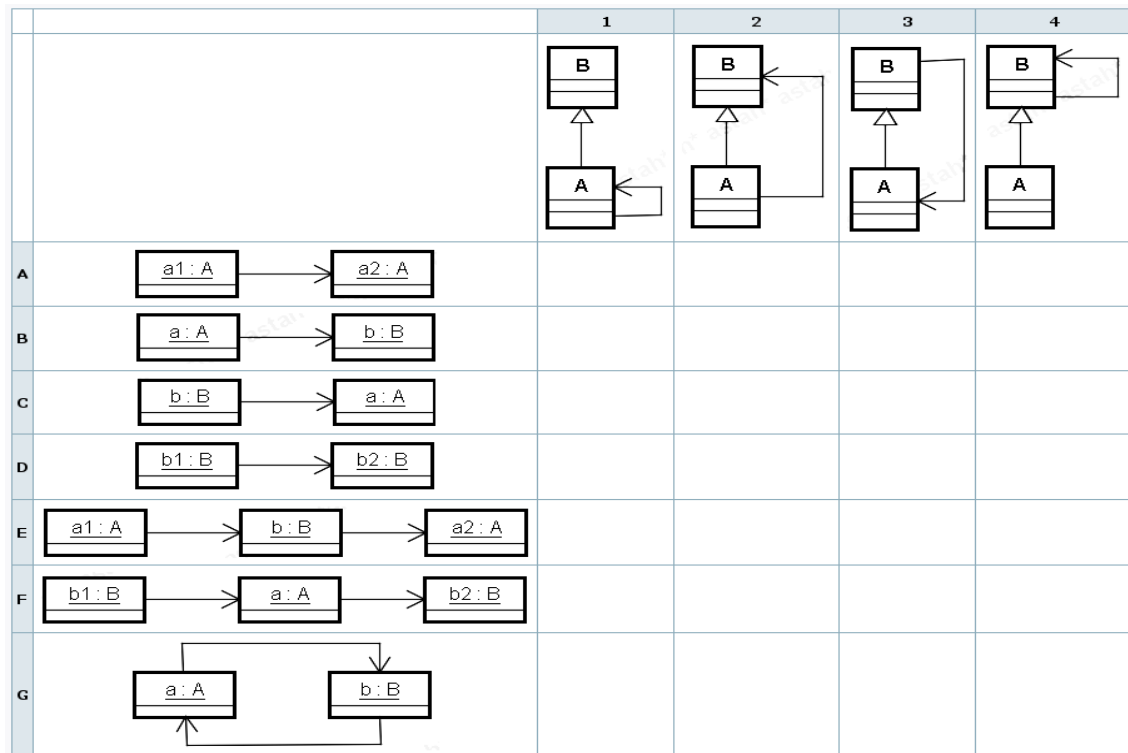 1 2 3 4
B B B B
A A A A
A a1 : A a2 : A
B a : A b : B
C b : B a : A
D b1 : B b2 : B
E a1 : A b : B a2 : A
F b1 : B a : A b2 : B
G a : A b : B